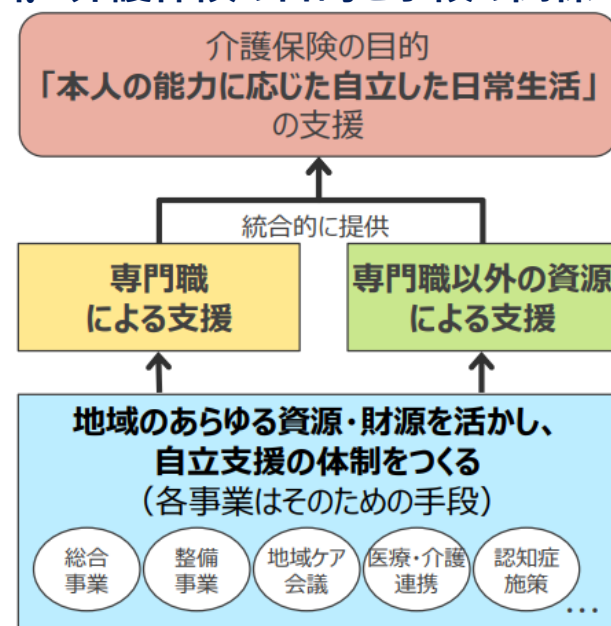 介護保険の目的
「本人の能力に応じた自立した日常生活」
の支援
統合的に提供
専門職
による支援
専門職以外の資源
による支援
地域のあらゆる資源・財源を活かし、
自立支援の体制をつくる
（各事業はそのための手段）
総合
事業
整備
事業
地域ケア
会議
医療・介護
連携
認知症
施策
…